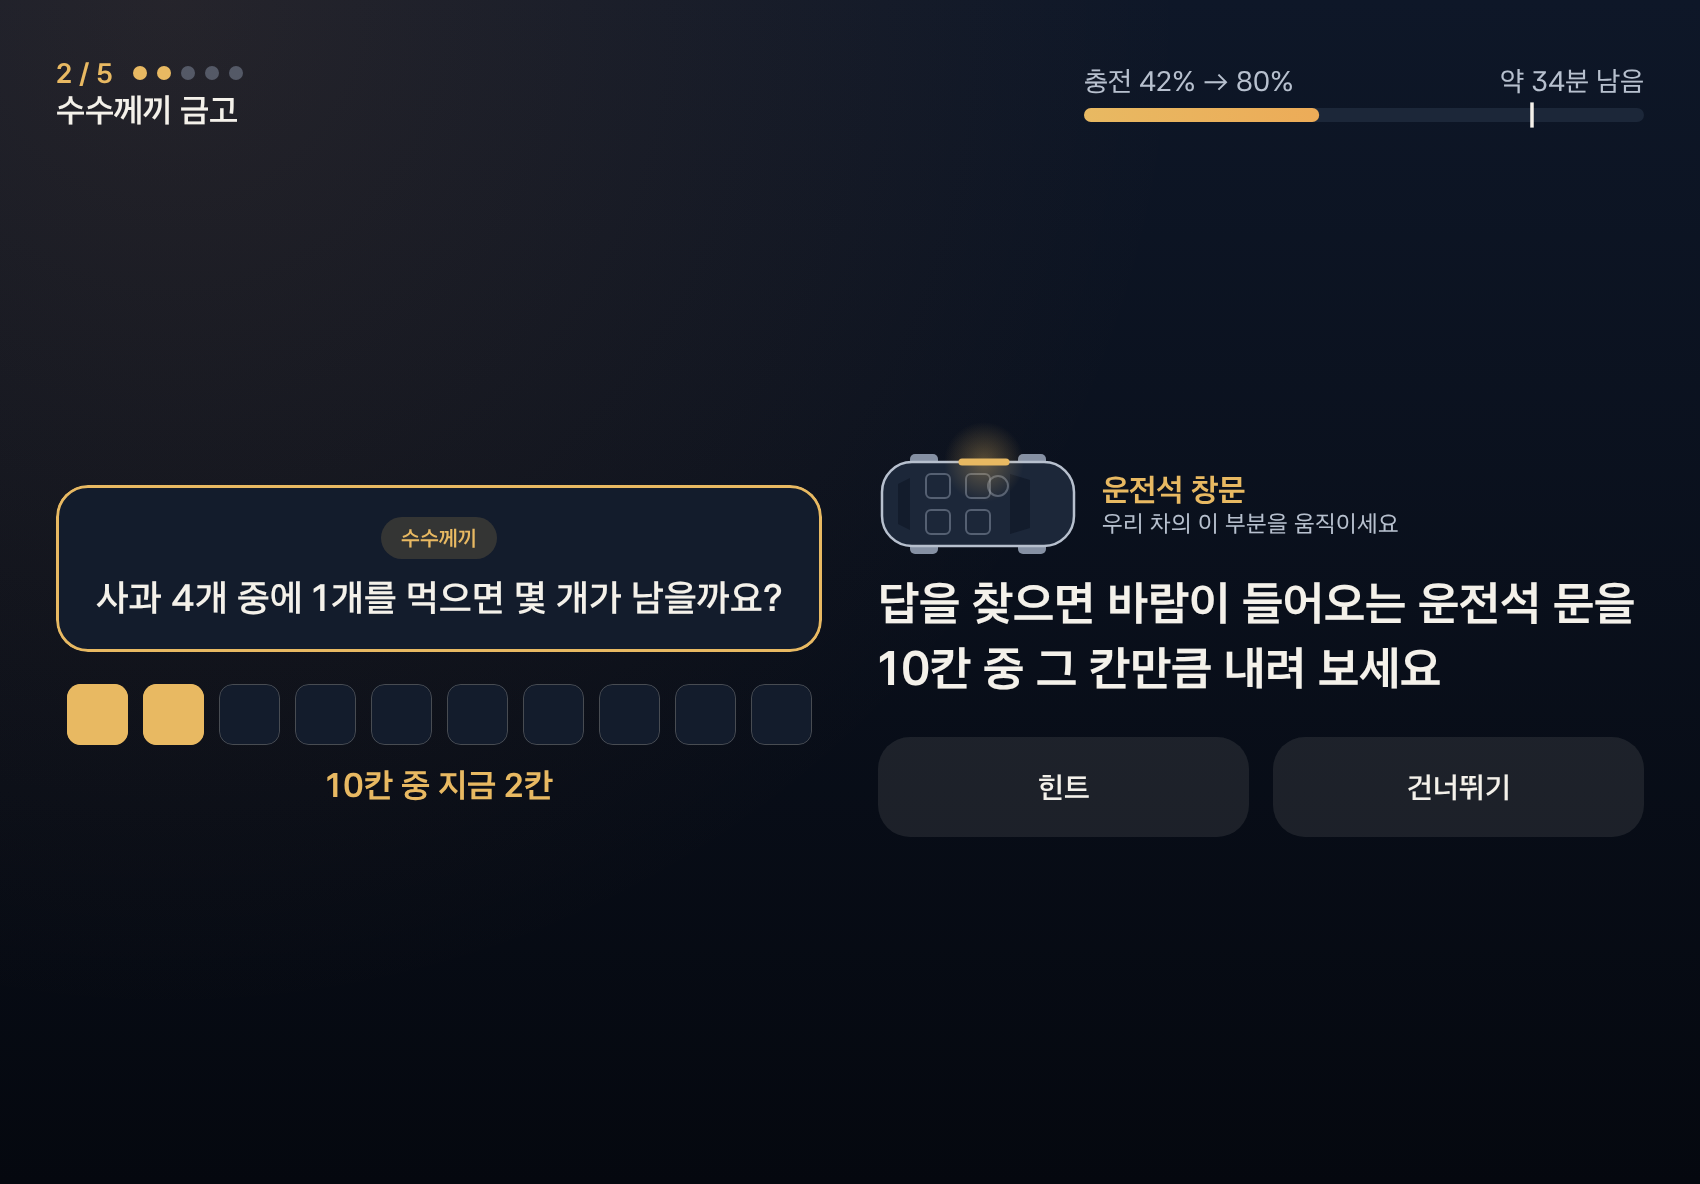 2 / 5
수수께끼 금고
충전 42% → 80%
약 34분 남음
수수께끼
사과 4개 중에 1개를 먹으면 몇 개가 남을까요?
10칸 중 지금 2칸
운전석 창문
우리 차의 이 부분을 움직이세요
답을 찾으면 바람이 들어오는 운전석 문을
10칸 중 그 칸만큼 내려 보세요
힌트
건너뛰기